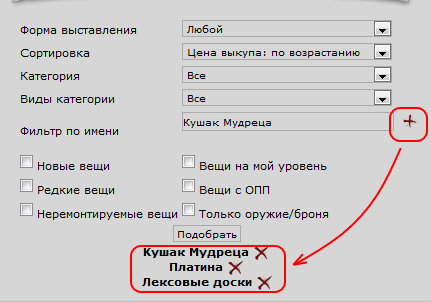 Форма выставления Любой
Сортировка Цена выкупа: по возрастанию
Категория Все
Виды категории Все
Фильтр по имени Кушак Мудреца
Новые вещи Вещи на мой уровень
Редкие вещи Вещи с ОПП
Неремонтируемые вещи Только оружие/броня
Подобрать
Кушак Мудреца
Платина
Лексовые доски